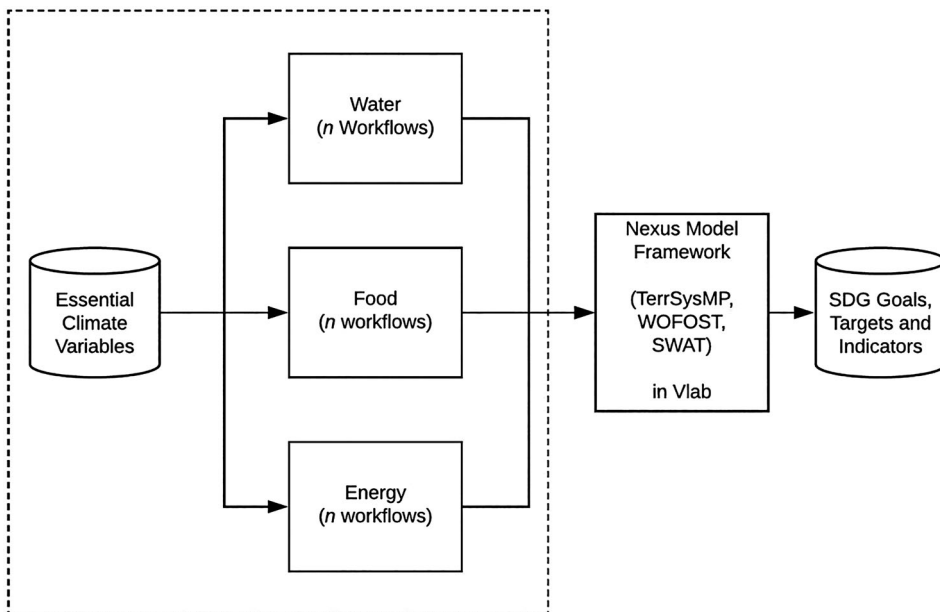 Water
(n Workflows)
Essential
Climate
Variables
Food
(n workflows)
Energy
(n workflows)
Nexus Model
Framework
(TerrSysMP,
WOFOST,
SWAT)
in Vlab
SDG Goals,
Targets and
Indicators